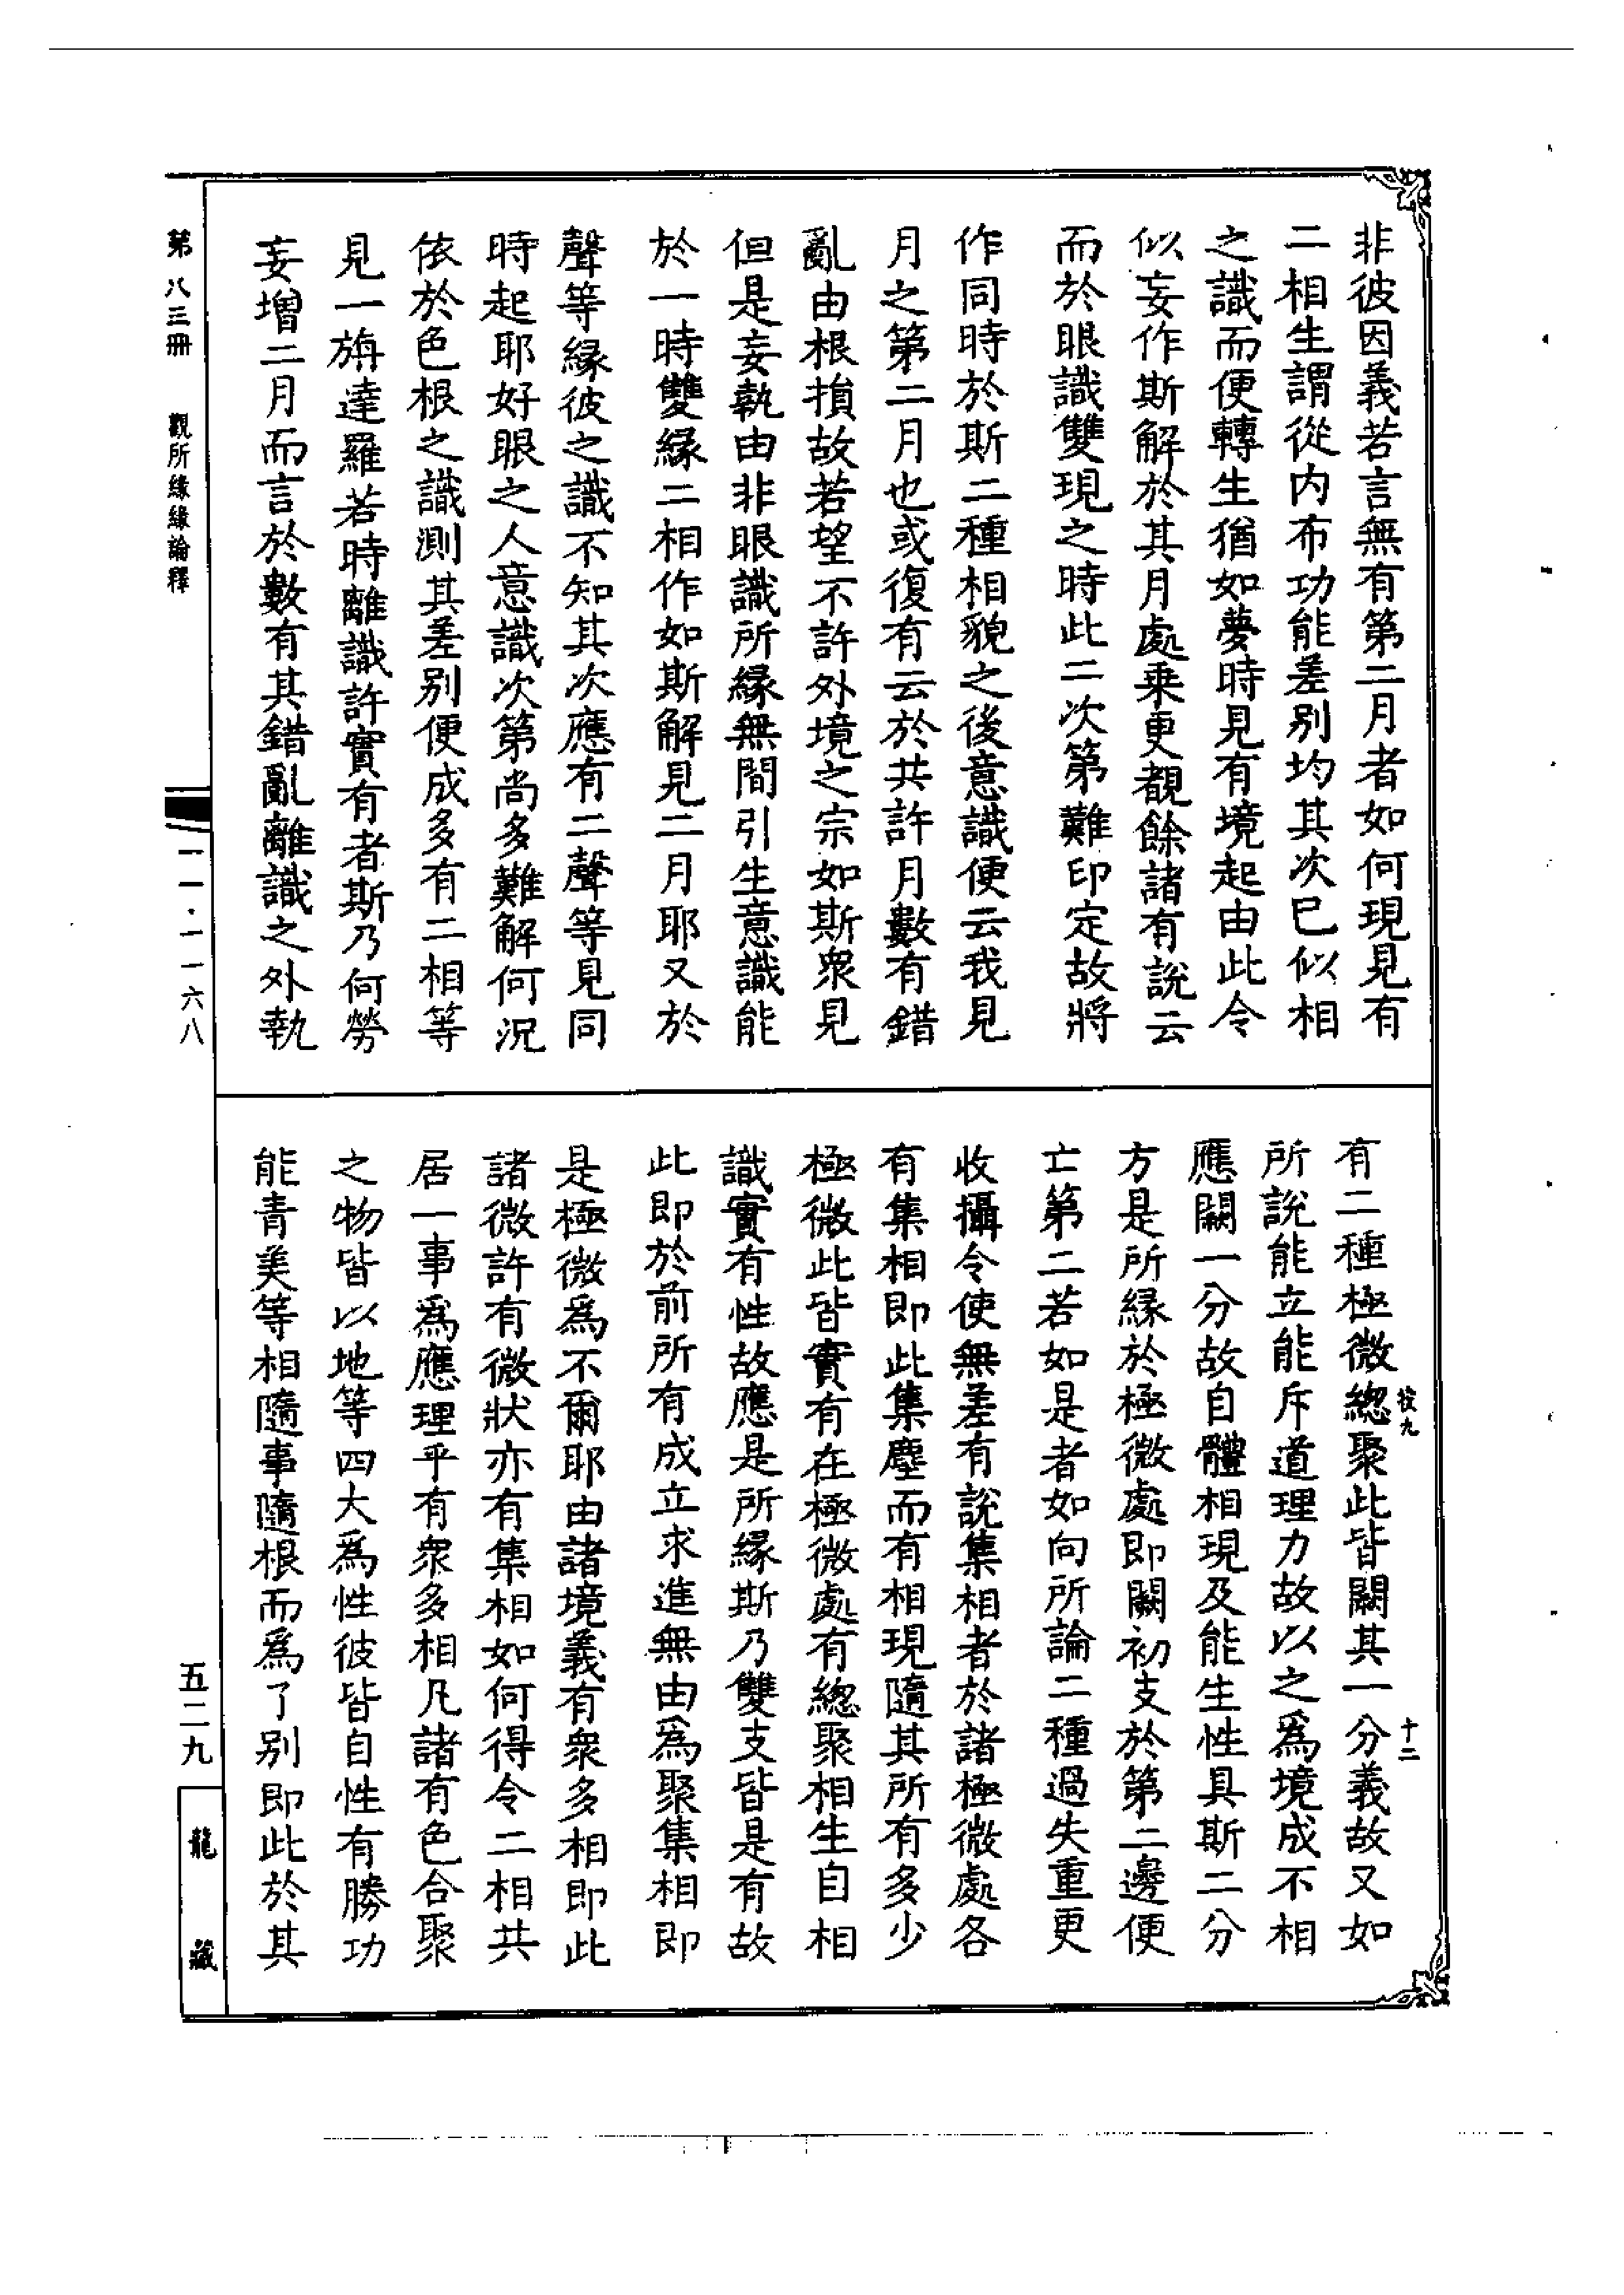 非彼因義若言無有第二月者如何現見有
二相生謂從内布功能差別均其次巳似相
之識而便轉生猶如夢時見有境起由此令
似妄作斯解於其月處乗更覩餘諸有說云
而於眼識雙現之時此二次第難印定故將
作同時於斯二種相貌之後意識便云我見
月之第二月也或復有云於共許月數有錯
亂由根損故若望不許外境之宗如斯衆見
但是妄執由非眼識所緣無間引生意識能
於一時雙緣二相作如斯解見二月耶又於
聲等緣彼之識不知其次應有二聲等見同
時起耶好眼之人意識次第尚多難解何況
依於色根之識測其差別便成多有二相等
見一旃達羅若時離識許實有者斯乃何勞
妄增二月而言於數有其錯亂離識之外執
有二種極微總聚此皆闕其一分義故又如
所說能立能斥道理力故以之爲境成不相
應闕一分故自體相現及能生性具斯二分
方是所緣於極微處即闕初支於第二邊便
亡第二若如是者如向所論二種過失重更
收攝令使無差有說集相者於諸極微處各
有集相即此集塵而有相現隨其所有多少
極微此皆實有在極微處有總聚相生自相
識實有性故應是所緣斯乃雙支皆是有故
此即於前所有成立求進無由爲聚集相即
是極微爲不爾耶由諸境義有衆多相即此
諸微許有微狀亦有集相如何得令二相共
居一事爲應理乎有衆多相凡諸有色合聚
之物皆以地等四大爲性彼皆自性有勝功
能青美等相隨事隨根而爲了別即此於其
十二
第八三冊
觀所緣緣論釋
一一·一一六八
五二九
龍藏